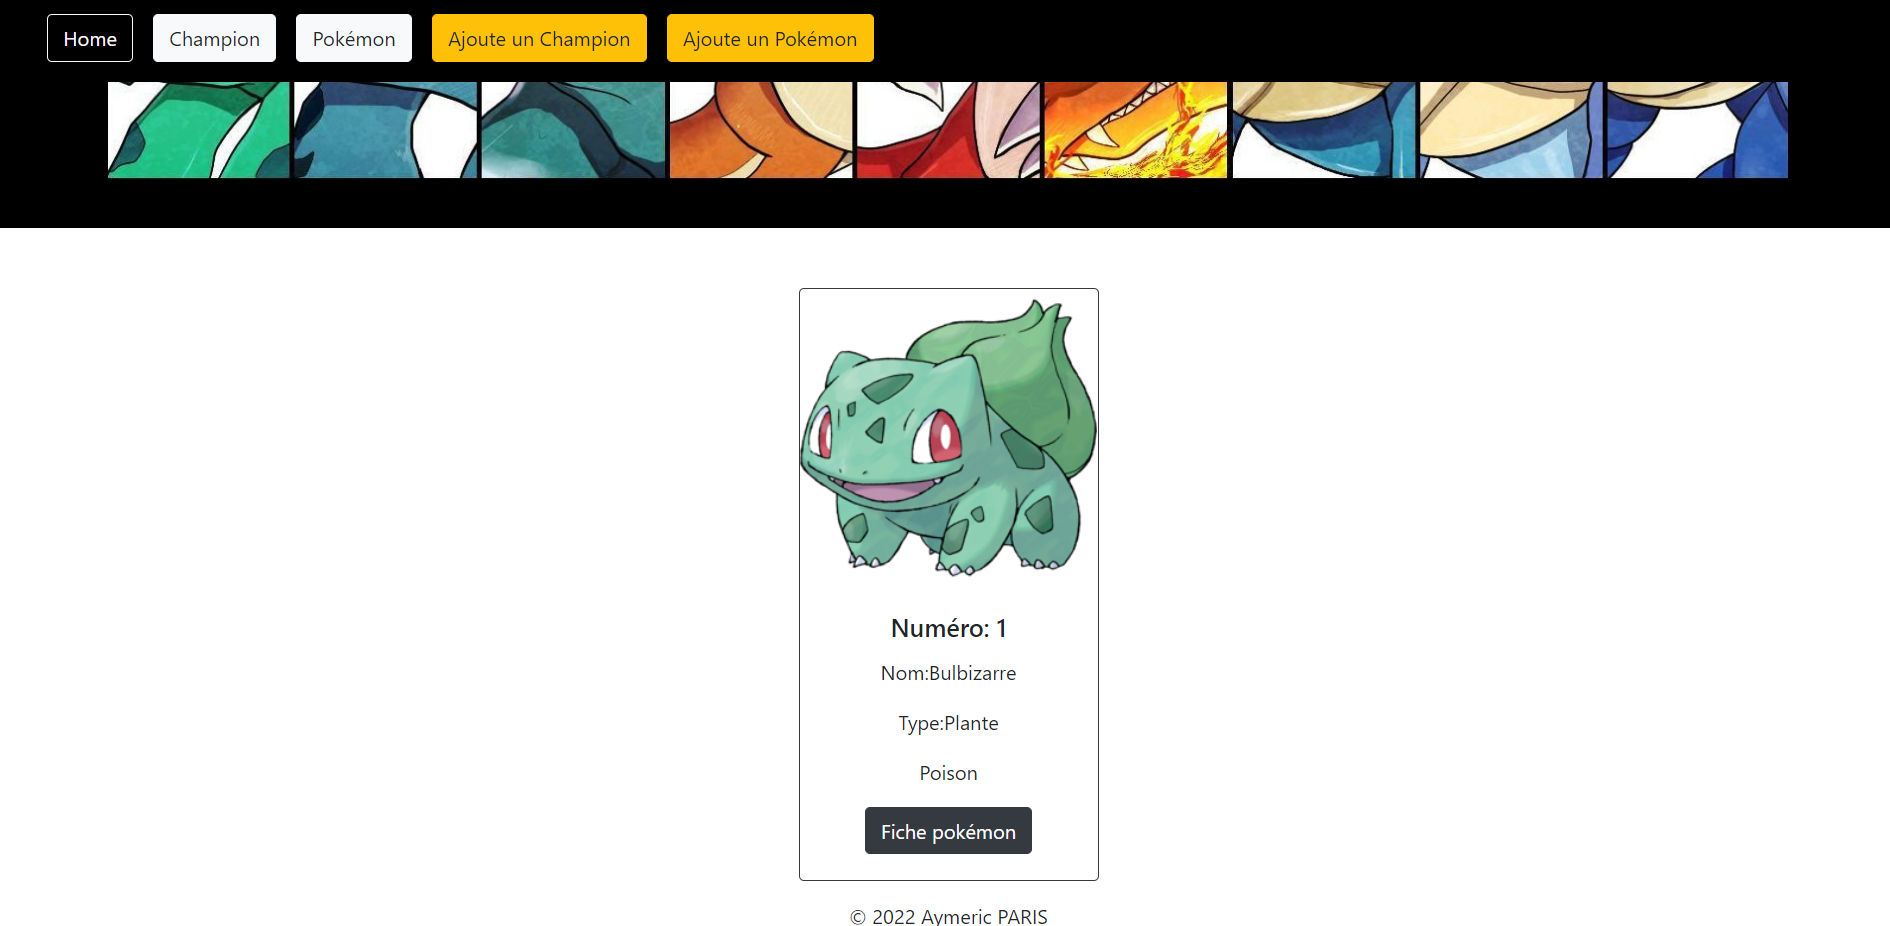 Home Champion Pokémon Ajoute un Champion Ajoute un Pokémon
Numéro: 1
Nom:Bulbizarre
Type:Plante
Poison
Fiche pokémon
© 2022 Aymeric PARIS